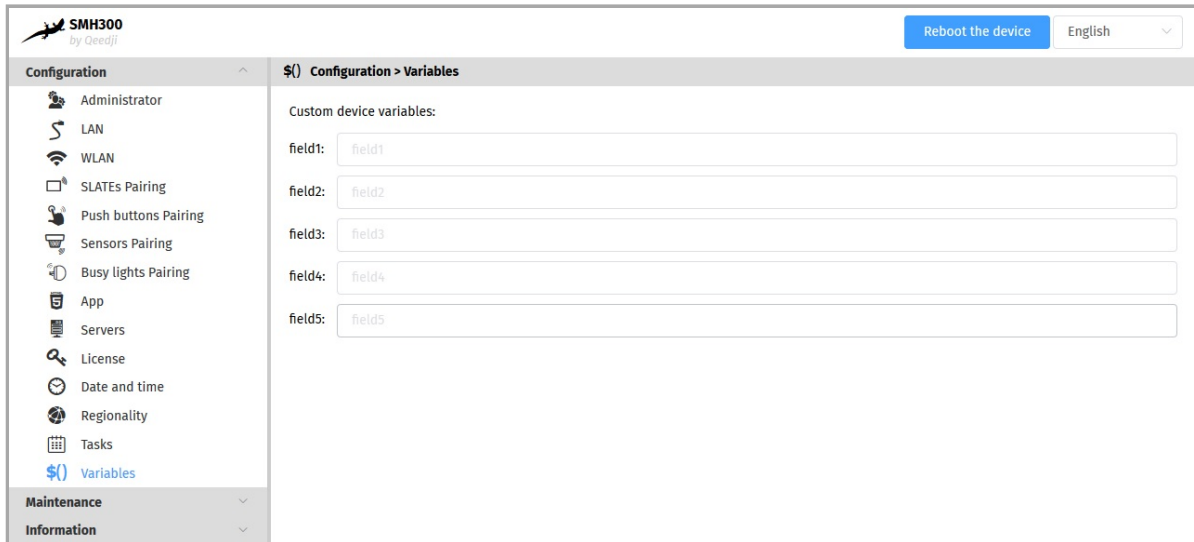 SMH300
by Qeedji
Reboot the device
English
Configuration
Administrator
LAN
WLAN
SLATEs Pairing
Push buttons Pairing
Sensors Pairing
Busy lights Pairing
App
Servers
License
Date and time
Regionality
Tasks
$() Variables
Maintenance
Information
$() Configuration > Variables
Custom device variables:
field1: field1
field2: field2
field3: field3
field4: field4
field5: field5